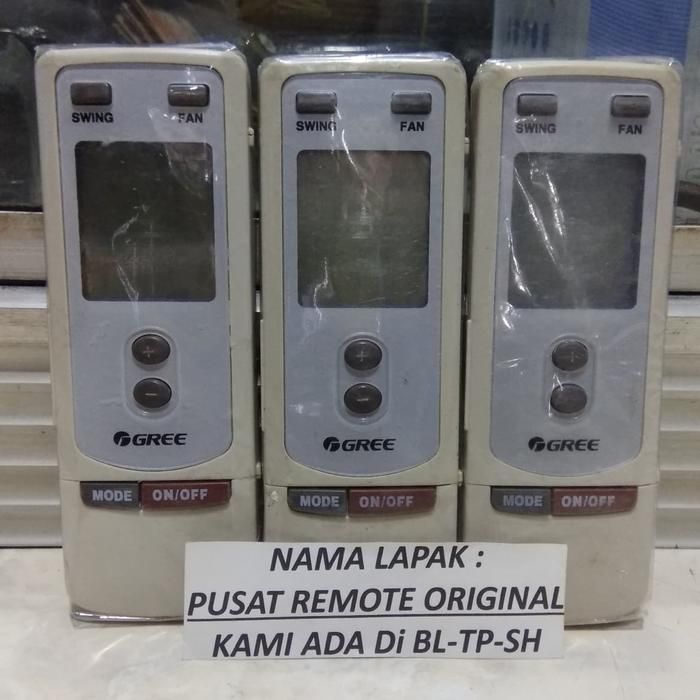 SWING FAN
SWING FAN
SWING FAN
+
+
+
-
-
-
GREE
GREE
GREE
MODE ON/OFF
MODE ON/OFF
MODE ON/OFF
NAMA LAPAK :
PUSAT REMOTE ORIGINAL
KAMI ADA Di BL-TP-SH